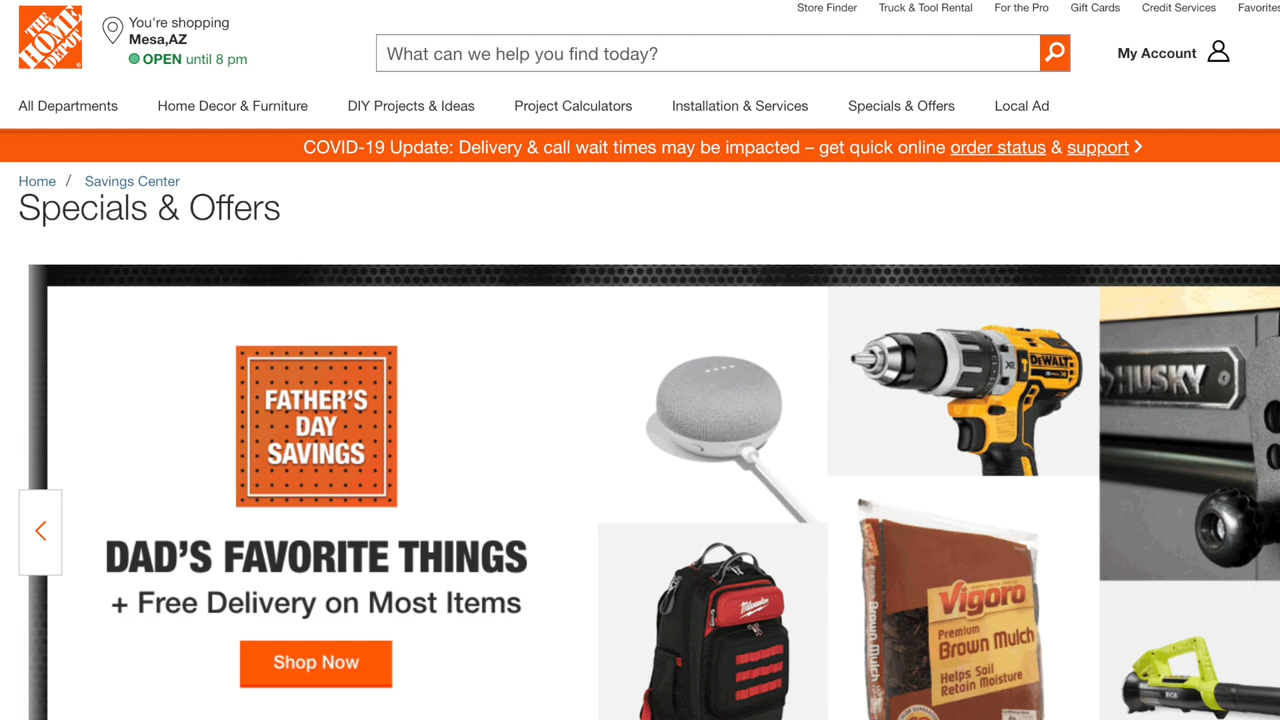 Store Finder
Truck & Tool Rental
For the Pro
Gift Cards
Credit Services
Favorites
THE HOME DEPOT
You're shopping
Mesa,AZ
OPEN until 8 pm
What can we help you find today?
My Account
All Departments
Home Decor & Furniture
DIY Projects & Ideas
Project Calculators
Installation & Services
Specials & Offers
Local Ad
COVID-19 Update: Delivery & call wait times may be impacted – get quick online order status & support
Home / Savings Center
Specials & Offers
FATHER'S
DAY
SAVINGS
DAD'S FAVORITE THINGS
+ Free Delivery on Most Items
Shop Now
DEWALT
XR
HUSKY
Milwaukee
Vigoro
Premium
Brown Mulch
Helps Soil
Retain Moisture
Premium Brown Mulch
RYOBI